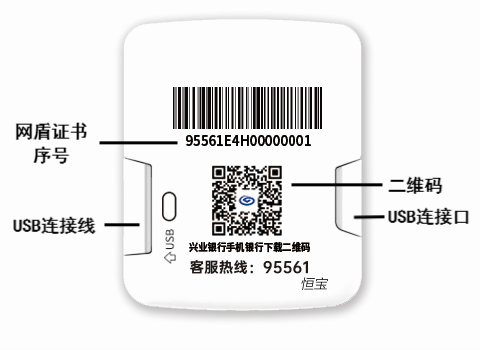 网盾证书
序号
95561E4H00000001
二维码
USB连接口
USB连接线
USB
兴业银行手机银行下载二维码
客服热线：95561
恒宝